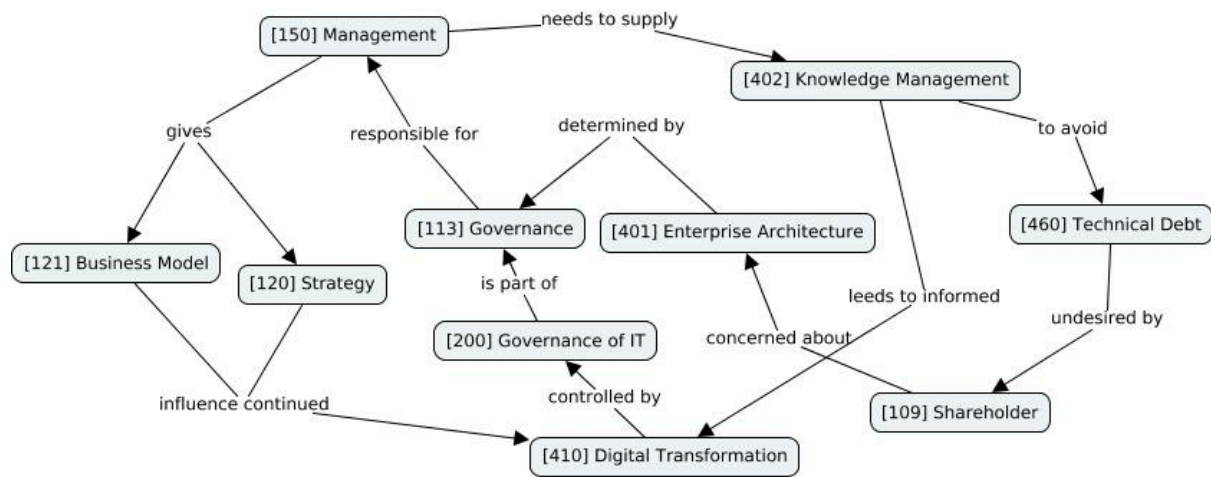 needs to supply
[150] Management
[402] Knowledge Management
gives
responsible for
determined by
to avoid
[113] Governance
[401] Enterprise Architecture
[460] Technical Debt
[121] Business Model
[120] Strategy
is part of
leeds to informed
undesired by
[200] Governance of IT
concerned about
influence continued
controlled by
[109] Shareholder
[410] Digital Transformation